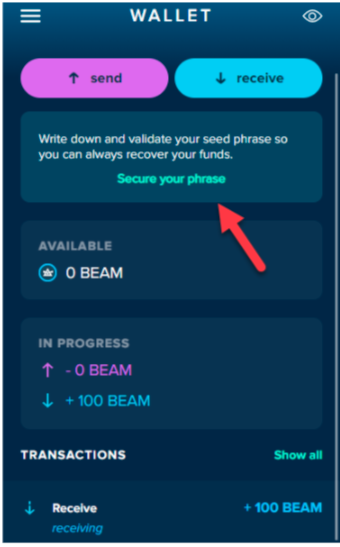 WALLET
send
receive
Write down and validate your seed phrase so
you can always recover your funds.
Secure your phrase
AVAILABLE
0 BEAM
IN PROGRESS
- 0 BEAM
+ 100 BEAM
TRANSACTIONS Show all
Receive + 100 BEAM
receiving